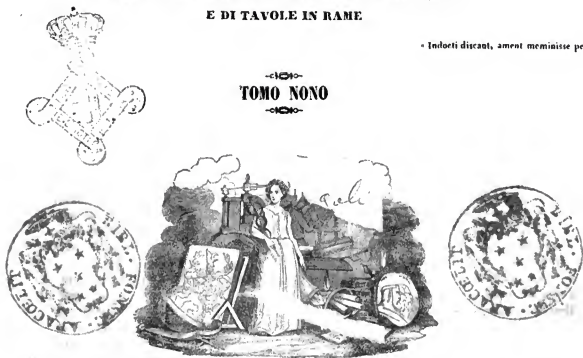 E DI TAVOLE IN RAME
« Indocti discant, ament meminisse pe
TOMO NONO